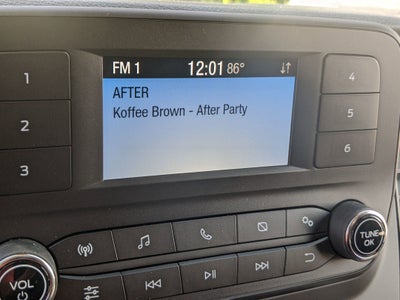 FM 1 12:01 86°
AFTER
Koffee Brown - After Party
1
2
3
4
5
6
VOL
TUNE
OK